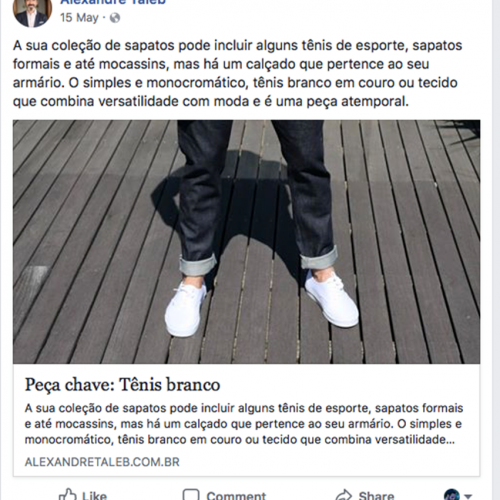 Alexandre Taleb
15 May ·
A sua coleção de sapatos pode incluir alguns tênis de esporte, sapatos
formais e até mocassins, mas há um calçado que pertence ao seu
armário. O simples e monocromático, tênis branco em couro ou tecido
que combina versatilidade com moda e é uma peça atemporal.
Peça chave: Tênis branco
A sua coleção de sapatos pode incluir alguns tênis de esporte, sapatos formais
e até mocassins, mas há um calçado que pertence ao seu armário. O simples e
monocromático, tênis branco em couro ou tecido que combina versatilidade...
ALEXANDRETALEB.COM.BR
Like Comment Share